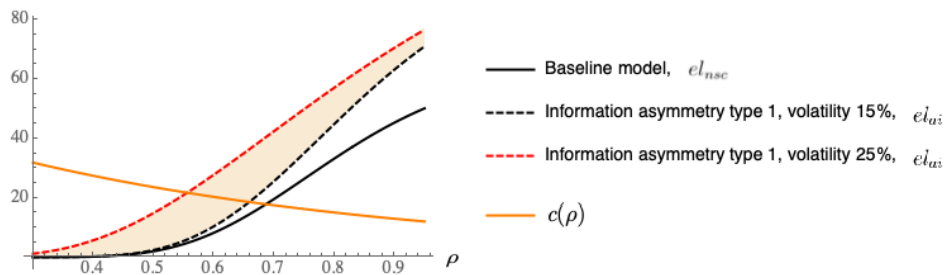 80
60
40
20
0.4 0.5 0.6 0.7 0.8 0.9 ρ
Baseline model, el_nsc
Information asymmetry type 1, volatility 15%, el_ai
Information asymmetry type 1, volatility 25%, el_ai
c(ρ)